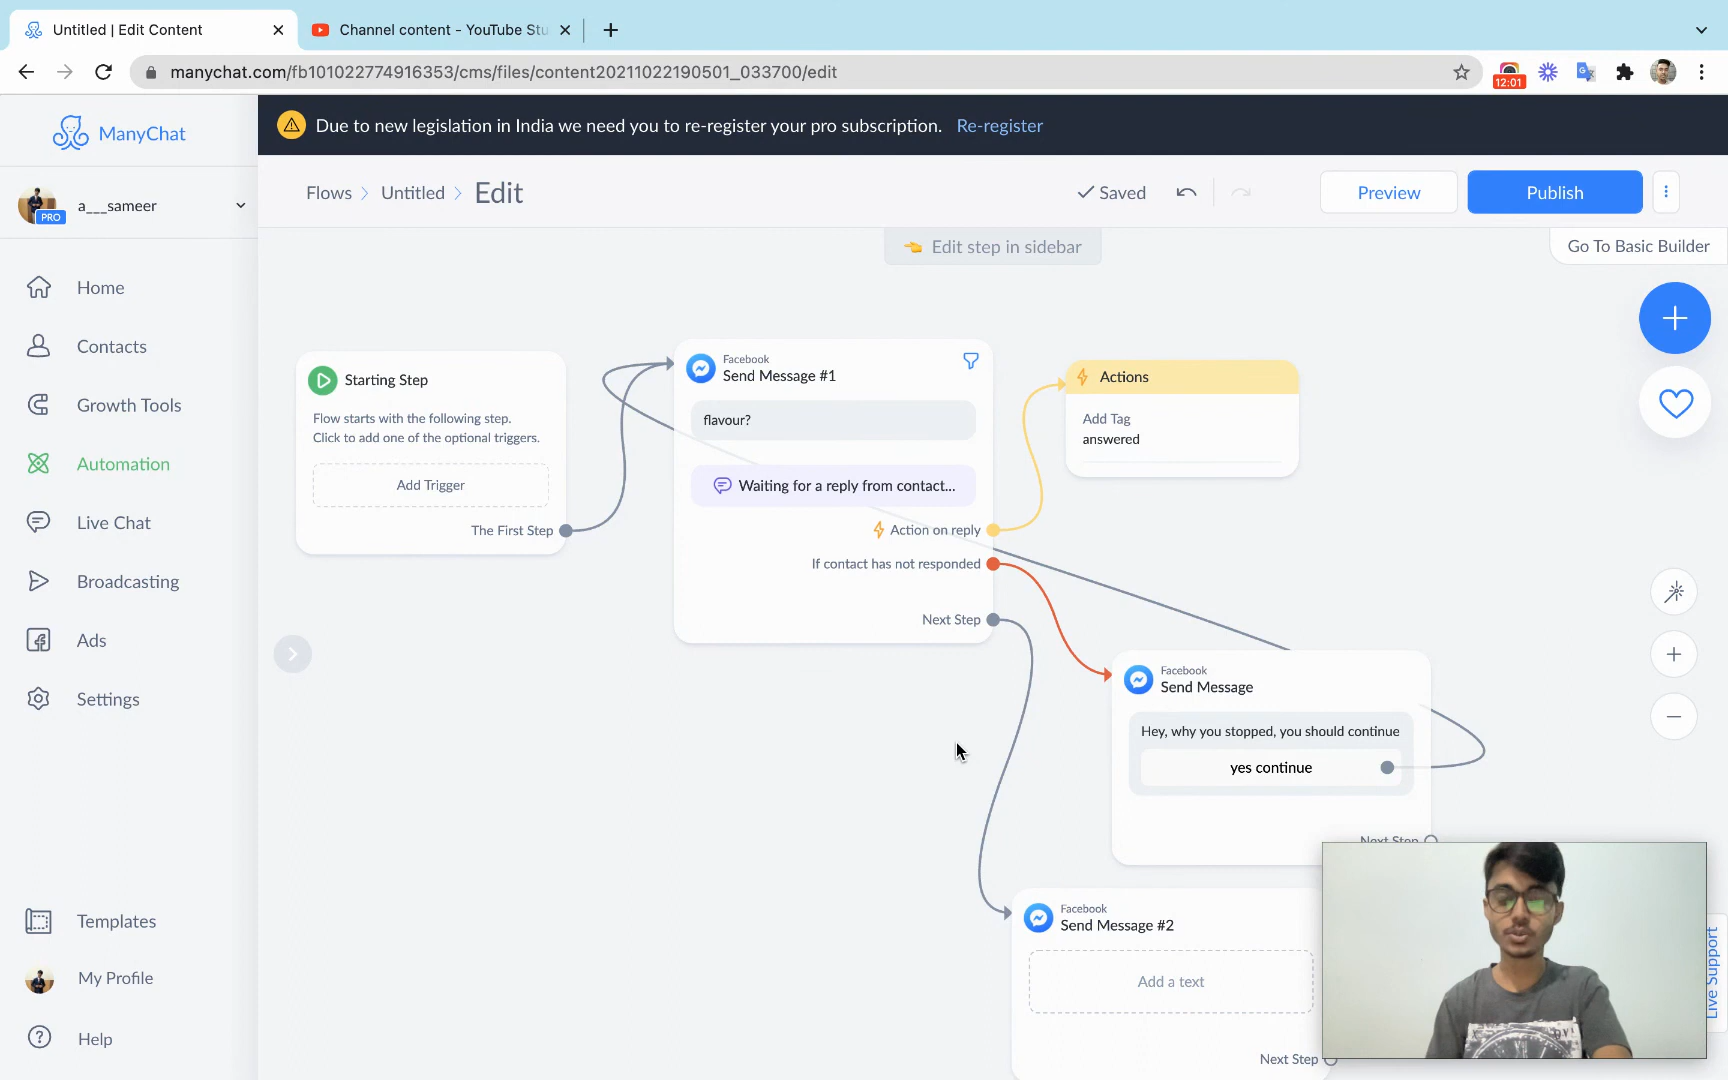 Untitled | Edit Content
Channel content - YouTube Stu
manychat.com/fb101022774916353/cms/files/content20211022190501_033700/edit
12:01
ManyChat
Due to new legislation in India we need you to re-register your pro subscription. Re-register
a___sameer
PRO
Flows > Untitled > Edit
Saved
Preview
Publish
Edit step in sidebar
Go To Basic Builder
Home
Contacts
Growth Tools
Automation
Live Chat
Broadcasting
Ads
Settings
Templates
My Profile
Help
Starting Step
Flow starts with the following step.
Click to add one of the optional triggers.
Add Trigger
The First Step
Facebook
Send Message #1
flavour?
Waiting for a reply from contact...
Action on reply
If contact has not responded
Next Step
Actions
Add Tag
answered
Facebook
Send Message
Hey, why you stopped, you should continue
yes continue
Next Step
Facebook
Send Message #2
Add a text
Next Step
Live Support